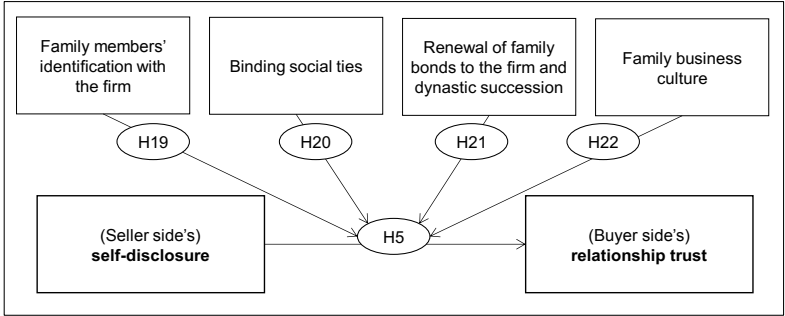 Family members'
identification with
the firm
Binding social ties
Renewal of family
bonds to the firm and
dynastic succession
Family business
culture
H19
H20
H21
H22
(Seller side's)
self-disclosure
H5
(Buyer side's)
relationship trust